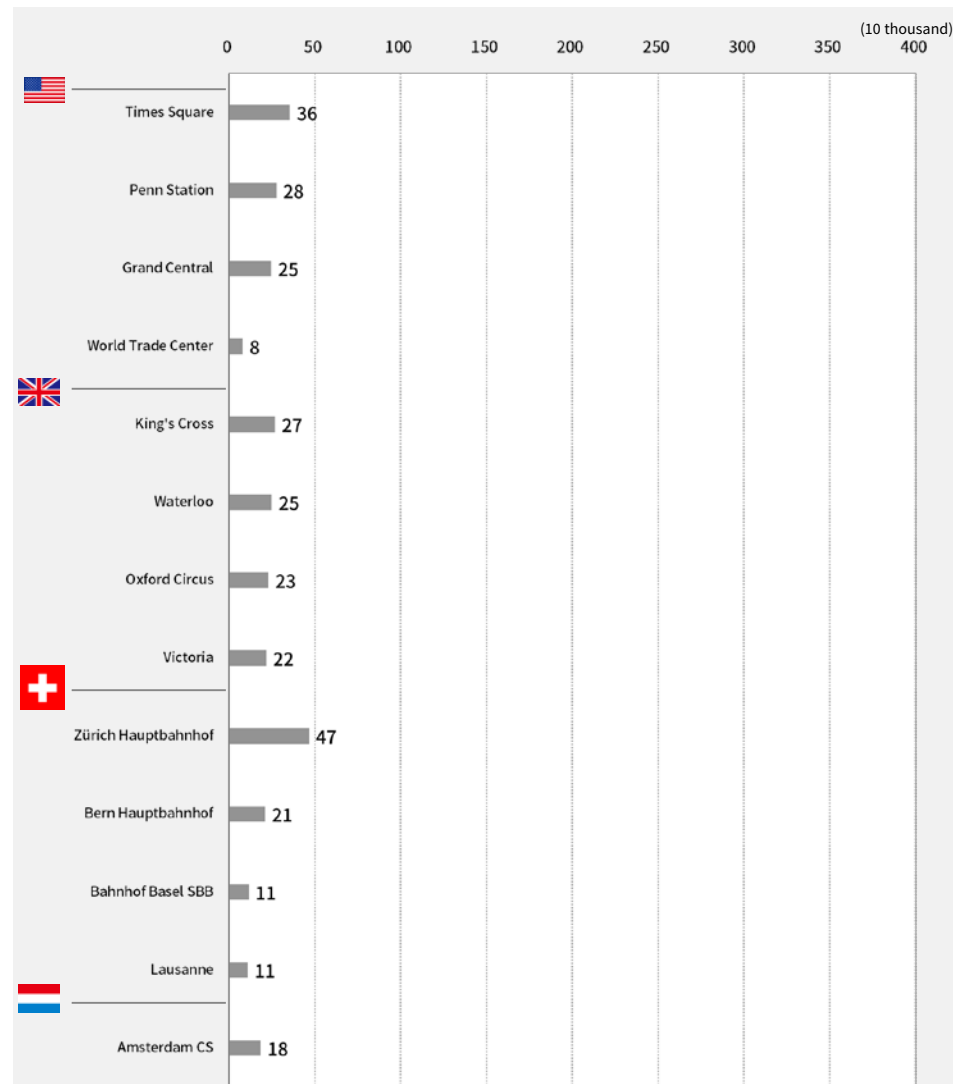 (10 thousand)
0 50 100 150 200 250 300 350 400
Times Square 36
Penn Station 28
Grand Central 25
World Trade Center 8
King's Cross 27
Waterloo 25
Oxford Circus 23
Victoria 22
Zürich Hauptbahnhof 47
Bern Hauptbahnhof 21
Bahnhof Basel SBB 11
Lausanne 11
Amsterdam CS 18